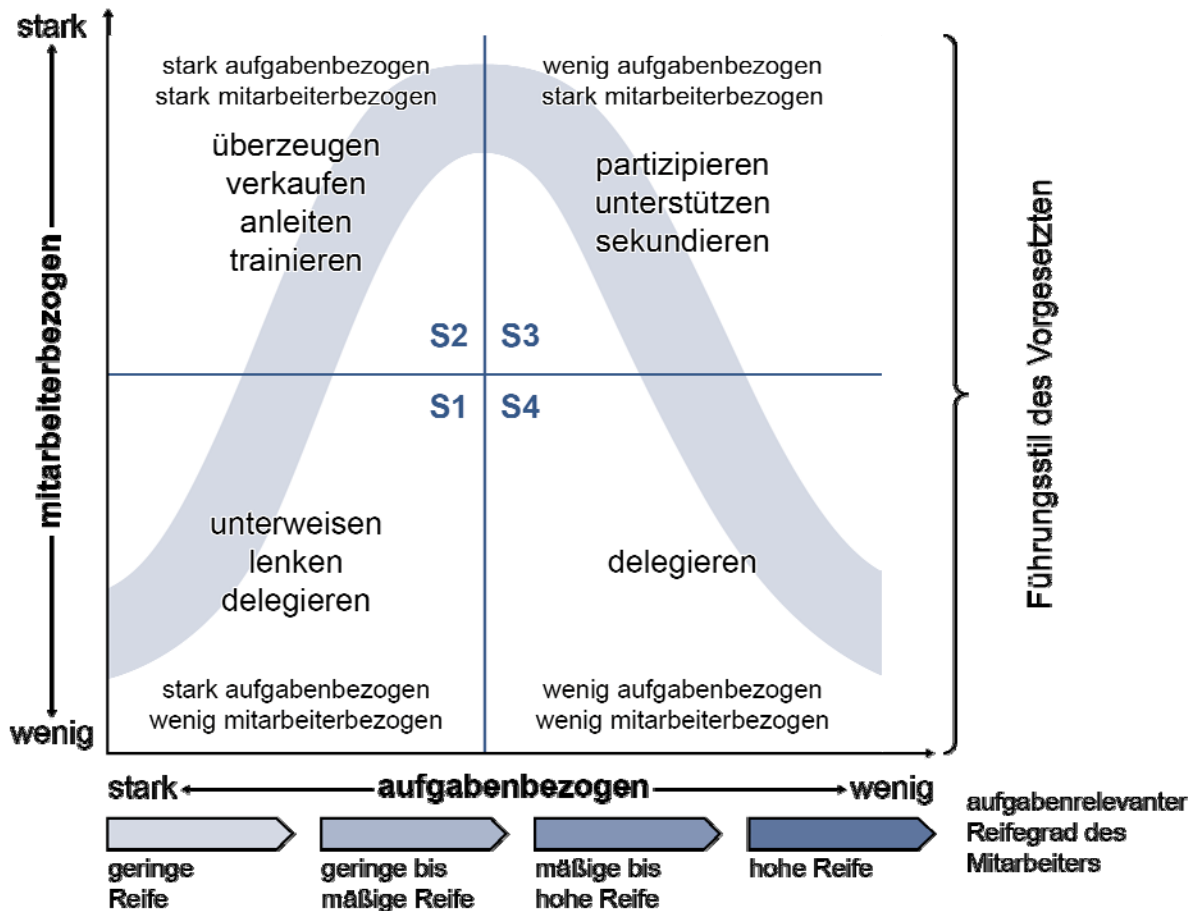 stark
stark aufgabenbezogen
stark mitarbeiterbezogen
wenig aufgabenbezogen
stark mitarbeiterbezogen
überzeugen
verkaufen
anleiten
trainieren
partizipieren
unterstützen
sekundieren
mitarbeiterbezogen
Führungsstil des Vorgesetzten
S2
S3
S1
S4
unterweisen
lenken
delegieren
delegieren
stark aufgabenbezogen
wenig mitarbeiterbezogen
wenig aufgabenbezogen
wenig mitarbeiterbezogen
wenig
stark
aufgabenbezogen
wenig
geringe
Reife
geringe bis
mäßige Reife
mäßige bis
hohe Reife
hohe Reife
aufgabenrelevanter
Reifegrad des
Mitarbeiters